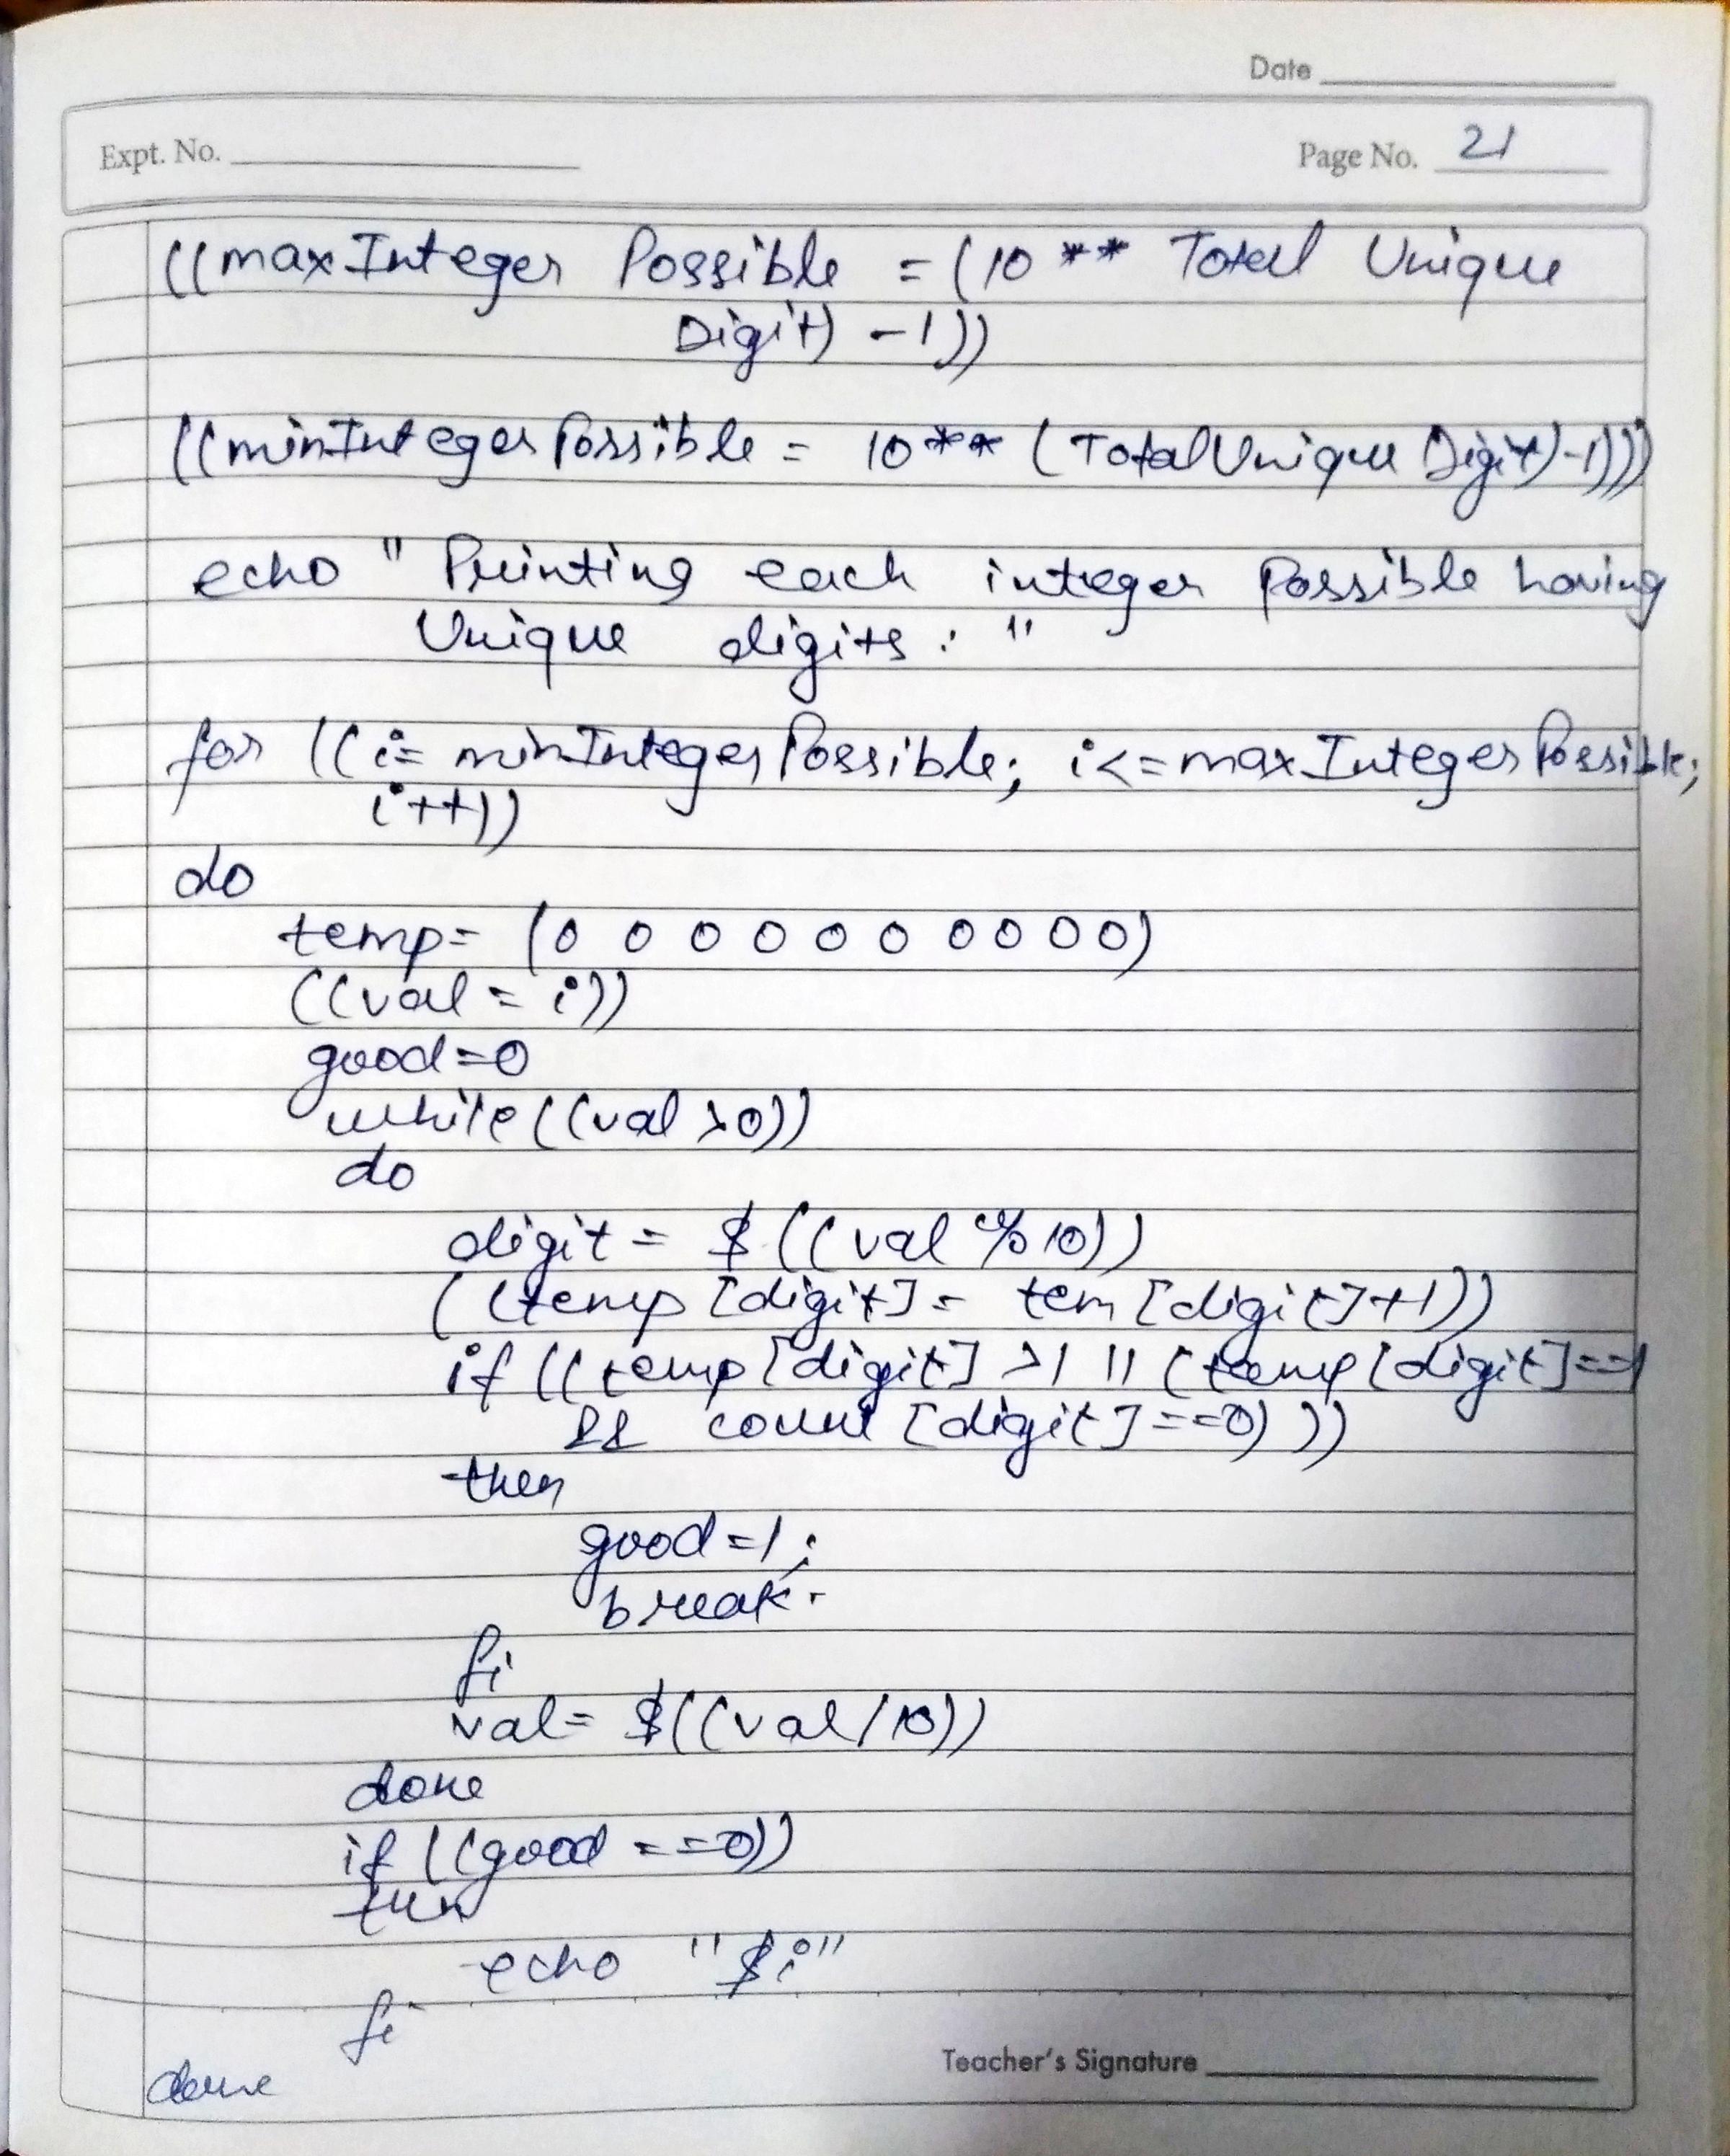 Date
Expt. No.
Page No. 21
((maxInteger Possible = (10 ** Total Unique
Digit) -1))
((minIntegerPossible = 10** (TotalUnique Digit)-1)))
echo " Printing each integer Possible having
Unique digits : "
for ((i= minIntegerPossible; i<=maxIntegerPossible;
i++))
do
temp= (0 0 0 0 0 0 0 0 0 0)
((val = i))
good=0
while((val >0))
do
digit = $ ((val %10))
((temp [digit] = tem [digit]+1))
if ((temp[digit] >1 || (temp[digit]==1
&& count [digit]==0) ))
then
good=1;
break.
fi
val= $((val/10))
done
if ((good ==0))
then
echo "$i"
fi
done
Teacher's Signature